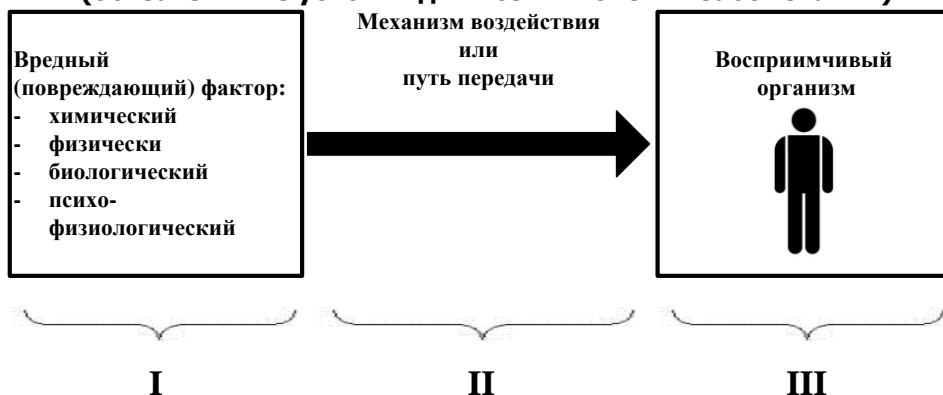 Механизм воздействия
или
путь передачи
Вредный
(повреждающий) фактор:
- химический
- физически
- биологический
- психо-
физиологический
Восприимчивый
организм
I
II
III